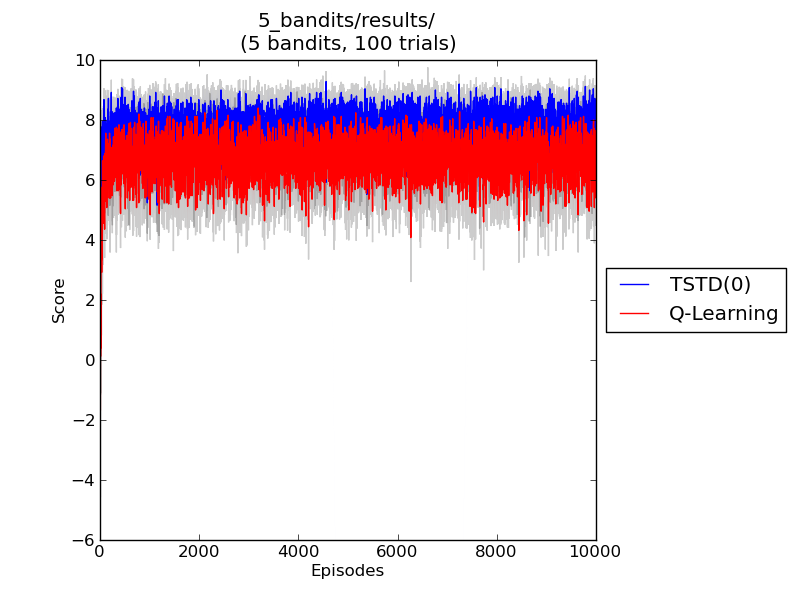 5_bandits/results/
(5 bandits, 100 trials)
10
8
6
4
2
0
−2
−4
−6
Score
0 2000 4000 6000 8000 10000
Episodes
TSTD(0)
Q-Learning